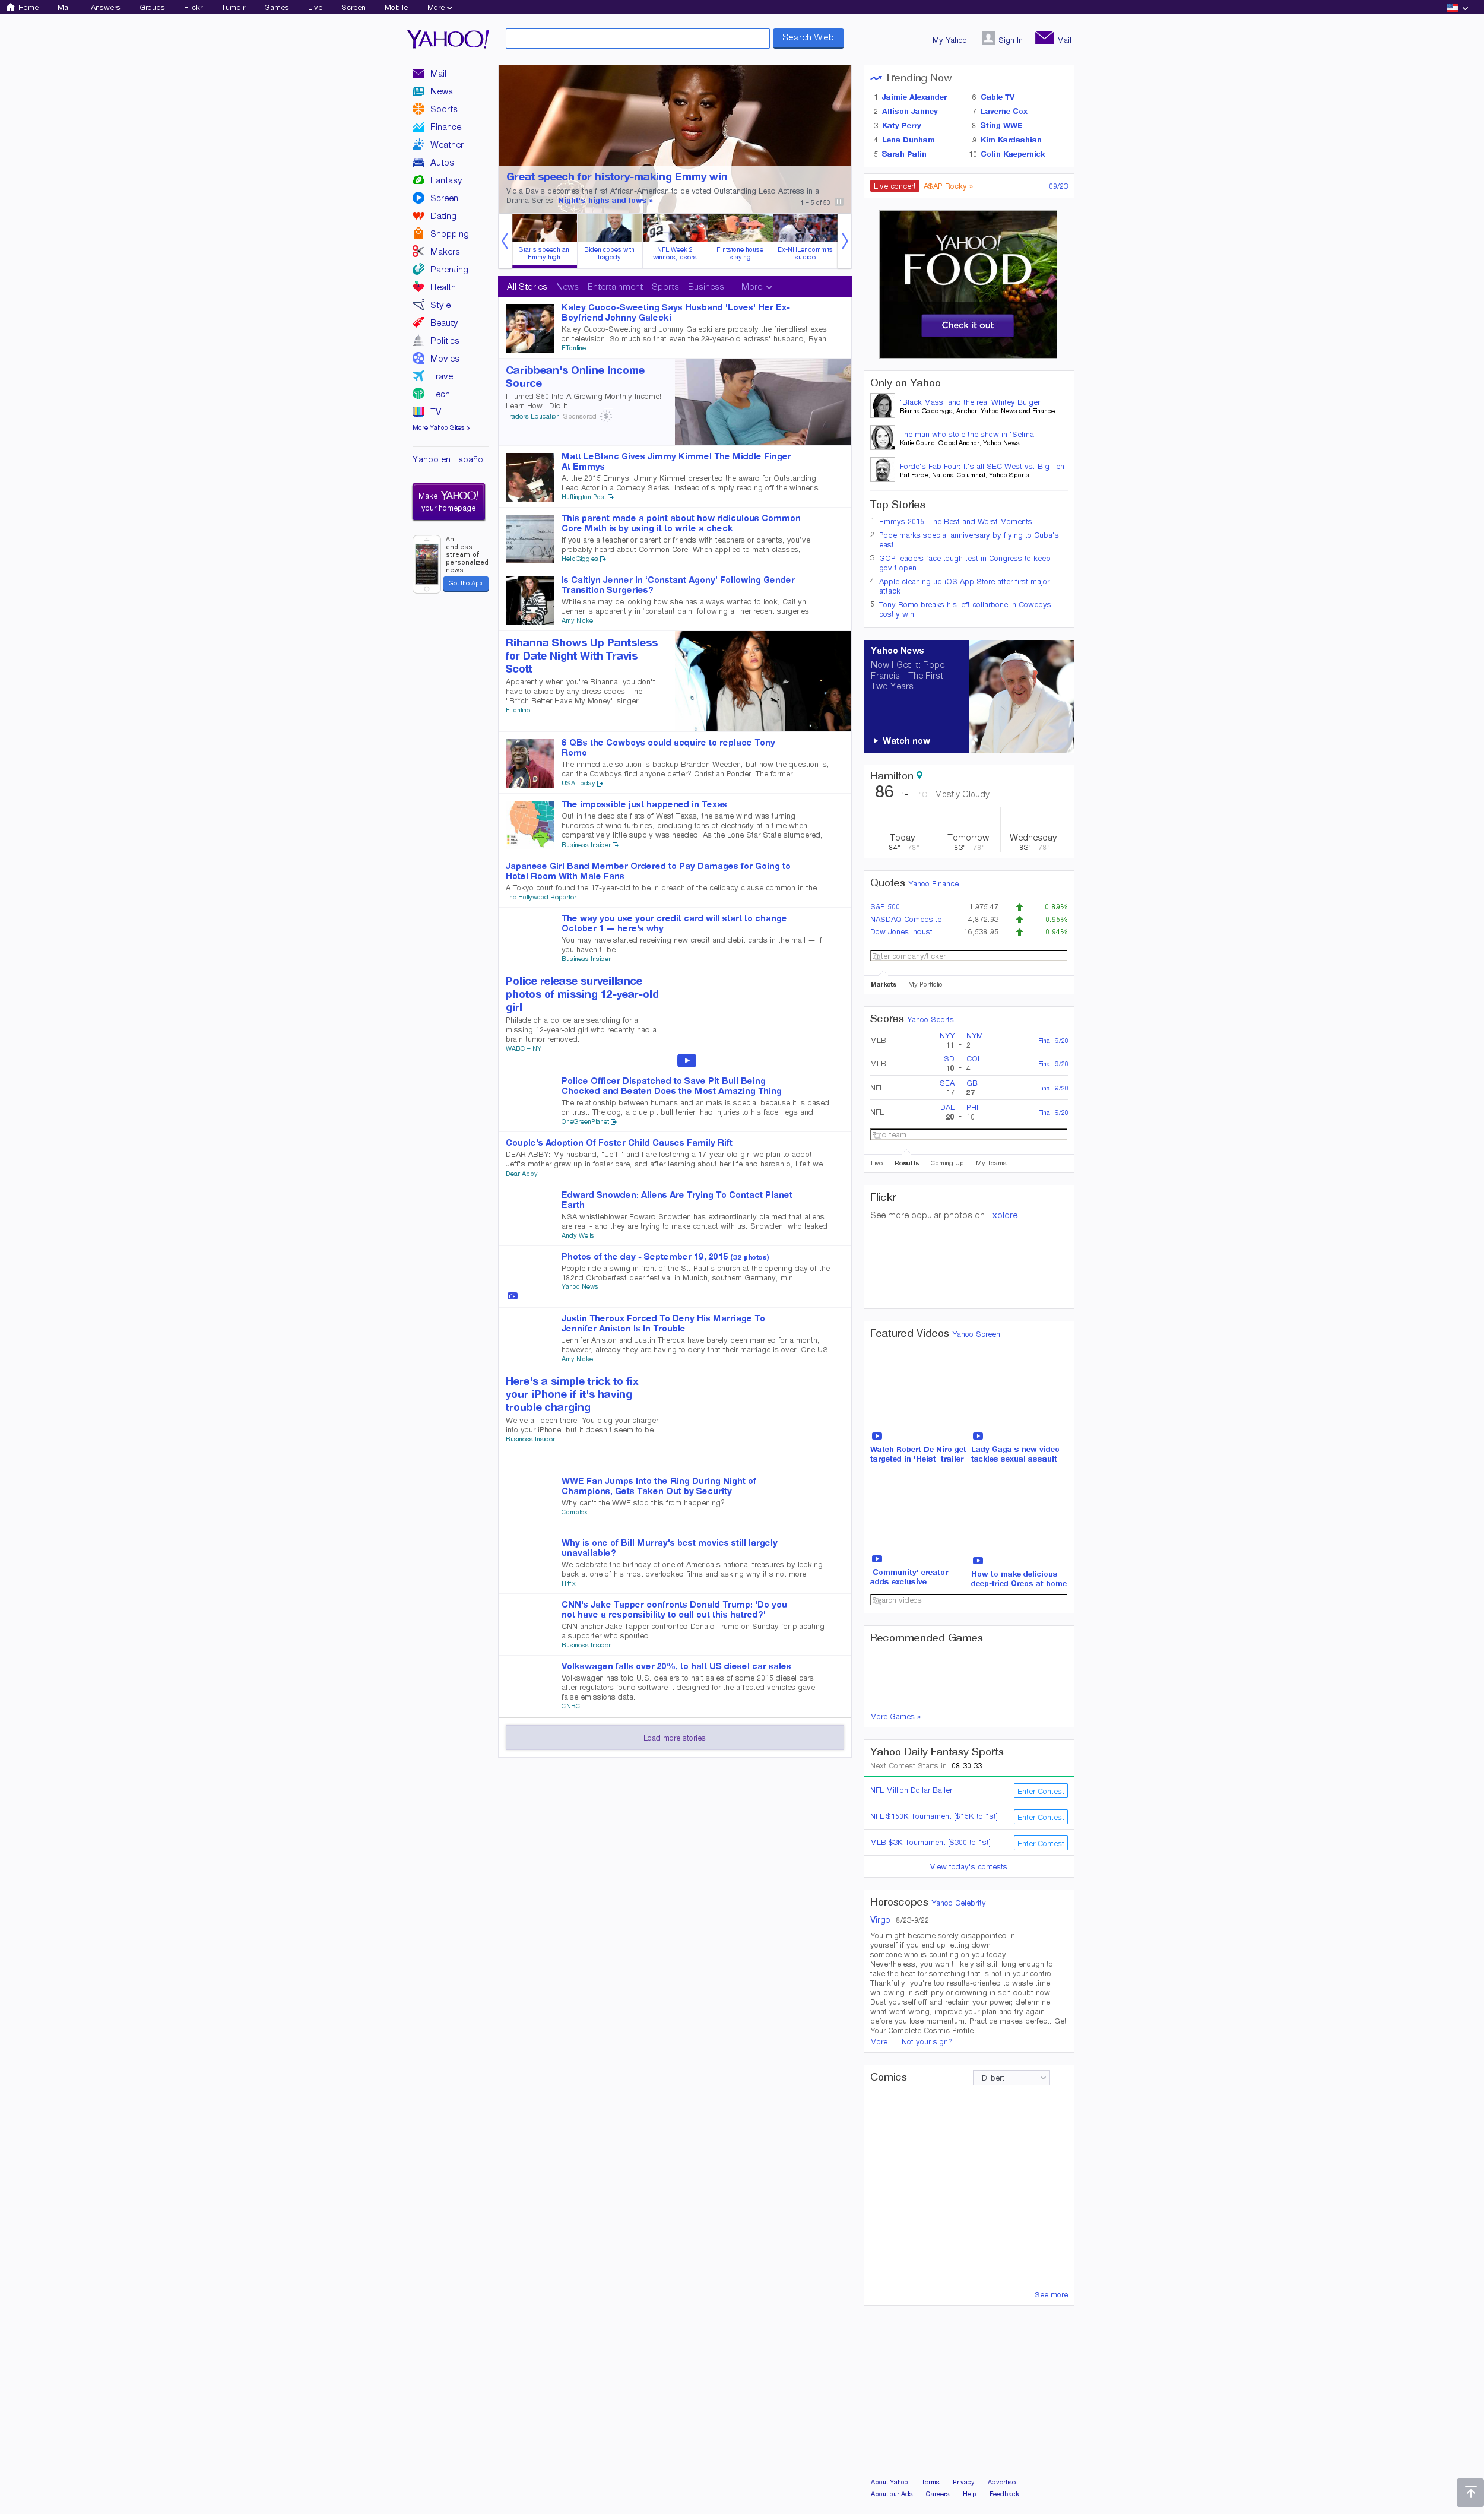 Home Mail Answers Groups Flickr Tumblr Games Live Screen Mobile More
YAHOO!
Search Web
My Yahoo Sign In Mail
Mail
News
Sports
Finance
Weather
Autos
Fantasy
Screen
Dating
Shopping
Makers
Parenting
Health
Style
Beauty
Politics
Movies
Travel
Tech
TV
More Yahoo Sites ›
Yahoo en Español
Make YAHOO!
your homepage
An
endless
stream of
personalized
news
Get the App
Great speech for history-making Emmy win
Viola Davis becomes the first African-American to be voted Outstanding Lead Actress in a
Drama Series. Night's highs and lows »
1 – 5 of 80
Star's speech an
Emmy high
Biden copes with
tragedy
NFL Week 2
winners, losers
Flintstone house
staying
Ex-NHLer commits
suicide
All Stories News Entertainment Sports Business More
Kaley Cuoco-Sweeting Says Husband 'Loves' Her Ex-
Boyfriend Johnny Galecki
Kaley Cuoco-Sweeting and Johnny Galecki are probably the friendliest exes
on television. So much so that even the 29-year-old actress' husband, Ryan
ETonline
Caribbean's Online Income
Source
I Turned $50 Into A Growing Monthly Income!
Learn How I Did It...
Traders Education Sponsored $
Matt LeBlanc Gives Jimmy Kimmel The Middle Finger
At Emmys
At the 2015 Emmys, Jimmy Kimmel presented the award for Outstanding
Lead Actor in a Comedy Series. Instead of simply reading off the winner's
Huffington Post
This parent made a point about how ridiculous Common
Core Math is by using it to write a check
If you are a teacher or parent or friends with teachers or parents, you've
probably heard about Common Core. When applied to math classes,
HelloGiggles
Is Caitlyn Jenner In ‘Constant Agony’ Following Gender
Transition Surgeries?
While she may be looking how she has always wanted to look, Caitlyn
Jenner is apparently in ‘constant pain’ following all her recent surgeries.
Amy Nickell
Rihanna Shows Up Pantsless
for Date Night With Travis
Scott
Apparently when you're Rihanna, you don't
have to abide by any dress codes. The
"B**ch Better Have My Money" singer…
ETonline
6 QBs the Cowboys could acquire to replace Tony
Romo
The immediate solution is backup Brandon Weeden, but now the question is,
can the Cowboys find anyone better? Christian Ponder: The former
USA Today
The impossible just happened in Texas
Out in the desolate flats of West Texas, the same wind was turning
hundreds of wind turbines, producing tons of electricity at a time when
comparatively little supply was needed. As the Lone Star State slumbered,
Business Insider
Japanese Girl Band Member Ordered to Pay Damages for Going to
Hotel Room With Male Fans
A Tokyo court found the 17-year-old to be in breach of the celibacy clause common in the
The Hollywood Reporter
The way you use your credit card will start to change
October 1 — here's why
You may have started receiving new credit and debit cards in the mail — if
you haven't, be...
Business Insider
Police release surveillance
photos of missing 12-year-old
girl
Philadelphia police are searching for a
missing 12-year-old girl who recently had a
brain tumor removed.
WABC – NY
Police Officer Dispatched to Save Pit Bull Being
Chocked and Beaten Does the Most Amazing Thing
The relationship between humans and animals is special because it is based
on trust. The dog, a blue pit bull terrier, had injuries to his face, legs and
OneGreenPlanet
Couple's Adoption Of Foster Child Causes Family Rift
DEAR ABBY: My husband, "Jeff," and I are fostering a 17-year-old girl we plan to adopt.
Jeff's mother grew up in foster care, and after learning about her life and hardship, I felt we
Dear Abby
Edward Snowden: Aliens Are Trying To Contact Planet
Earth
NSA whistleblower Edward Snowden has extraordinarily claimed that aliens
are real - and they are trying to make contact with us. Snowden, who leaked
Andy Wells
Photos of the day - September 19, 2015 (32 photos)
People ride a swing in front of the St. Paul's church at the opening day of the
182nd Oktoberfest beer festival in Munich, southern Germany, mini
Yahoo News
Justin Theroux Forced To Deny His Marriage To
Jennifer Aniston Is In Trouble
Jennifer Aniston and Justin Theroux have barely been married for a month,
however, already they are having to deny that their marriage is over. One US
Amy Nickell
Here's a simple trick to fix
your iPhone if it's having
trouble charging
We've all been there. You plug your charger
into your iPhone, but it doesn't seem to be...
Business Insider
WWE Fan Jumps Into the Ring During Night of
Champions, Gets Taken Out by Security
Why can't the WWE stop this from happening?
Complex
Why is one of Bill Murray's best movies still largely
unavailable?
We celebrate the birthday of one of America's national treasures by looking
back at one of his most overlooked films and asking why it's not more
Hitfix
CNN's Jake Tapper confronts Donald Trump: 'Do you
not have a responsibility to call out this hatred?'
CNN anchor Jake Tapper confronted Donald Trump on Sunday for placating
a supporter who spouted...
Business Insider
Volkswagen falls over 20%, to halt US diesel car sales
Volkswagen has told U.S. dealers to halt sales of some 2015 diesel cars
after regulators found software it designed for the affected vehicles gave
false emissions data.
CNBC
Load more stories
Trending Now
1 Jaimie Alexander
2 Allison Janney
3 Katy Perry
4 Lena Dunham
5 Sarah Palin
6 Cable TV
7 Laverne Cox
8 Sting WWE
9 Kim Kardashian
10 Colin Kaepernick
Live concert A$AP Rocky » 09/23
YAHOO!
FOOD
Check it out
Only on Yahoo
'Black Mass' and the real Whitey Bulger
Bianna Golodryga, Anchor, Yahoo News and Finance
The man who stole the show in 'Selma'
Katie Couric, Global Anchor, Yahoo News
Forde's Fab Four: It's all SEC West vs. Big Ten
Pat Forde, National Columnist, Yahoo Sports
Top Stories
1 Emmys 2015: The Best and Worst Moments
2 Pope marks special anniversary by flying to Cuba's
east
3 GOP leaders face tough test in Congress to keep
gov't open
4 Apple cleaning up iOS App Store after first major
attack
5 Tony Romo breaks his left collarbone in Cowboys'
costly win
Yahoo News
Now I Get It: Pope
Francis - The First
Two Years
Watch now
Hamilton
86 °F | °C Mostly Cloudy
Today Tomorrow Wednesday
84° 78° 83° 78° 83° 78°
Quotes Yahoo Finance
S&P 500 1,975.47 0.89%
NASDAQ Composite 4,872.93 0.95%
Dow Jones Indust... 16,538.95 0.94%
Enter company/ticker
Markets My Portfolio
Scores Yahoo Sports
MLB NYY 11 - NYM 2 Final, 9/20
MLB SD 10 - COL 4 Final, 9/20
NFL SEA 17 - GB 27 Final, 9/20
NFL DAL 20 - PHI 10 Final, 9/20
Find team
Live Results Coming Up My Teams
Flickr
See more popular photos on Explore
Featured Videos Yahoo Screen
Watch Robert De Niro get
targeted in 'Heist' trailer
Lady Gaga's new video
tackles sexual assault
'Community' creator
adds exclusive
How to make delicious
deep-fried Oreos at home
Search videos
Recommended Games
More Games »
Yahoo Daily Fantasy Sports
Next Contest Starts in: 08:30:33
NFL Million Dollar Baller Enter Contest
NFL $150K Tournament [$15K to 1st] Enter Contest
MLB $3K Tournament [$300 to 1st] Enter Contest
View today's contests
Horoscopes Yahoo Celebrity
Virgo 8/23-9/22
You might become sorely disappointed in
yourself if you end up letting down
someone who is counting on you today.
Nevertheless, you won't likely sit still long enough to
take the heat for something that is not in your control.
Thankfully, you're too results-oriented to waste time
wallowing in self-pity or drowning in self-doubt now.
Dust yourself off and reclaim your power; determine
what went wrong, improve your plan and try again
before you lose momentum. Practice makes perfect. Get
Your Complete Cosmic Profile
More Not your sign?
Comics Dilbert
See more
About Yahoo Terms Privacy Advertise
About our Ads Careers Help Feedback